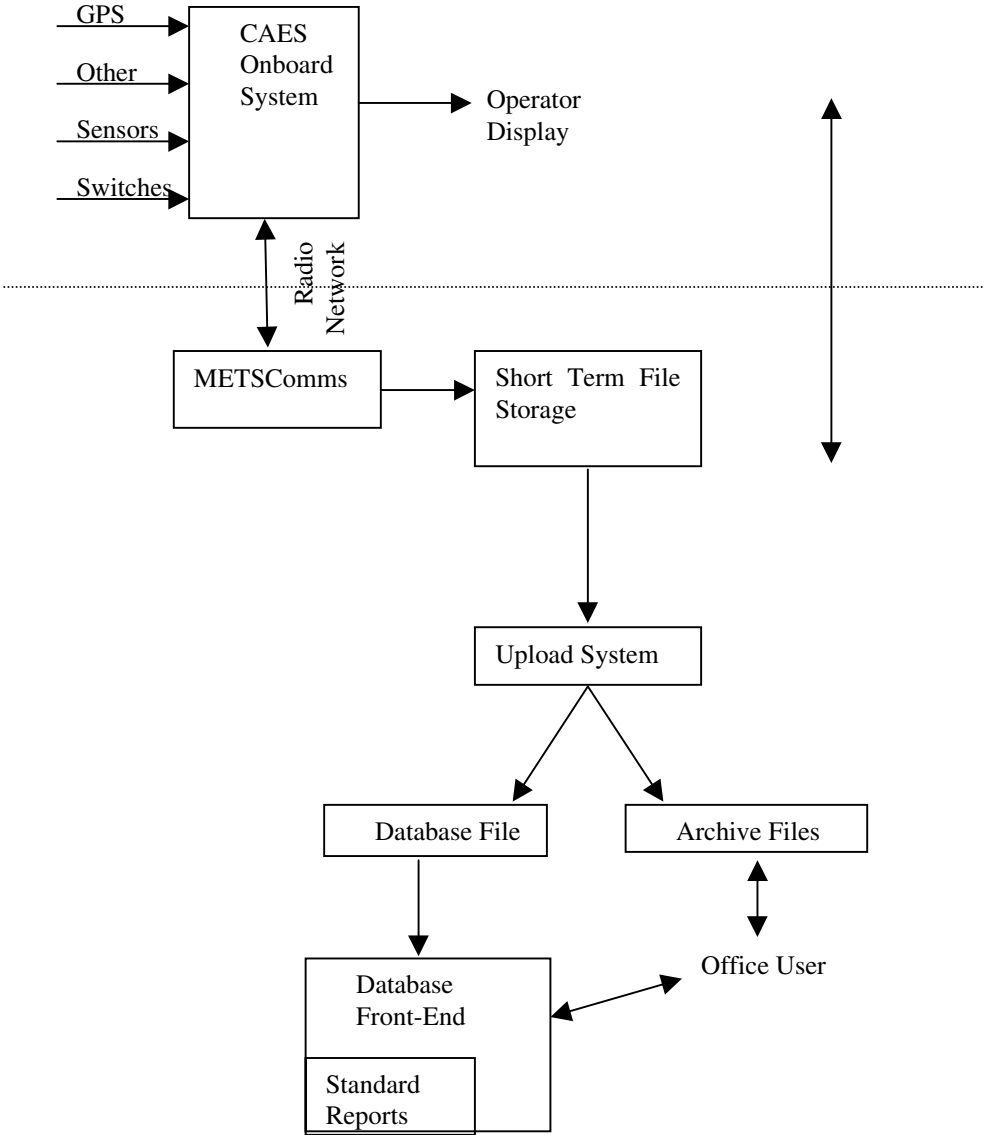 GPS
Other
Sensors
Switches
CAES
Onboard
System
Operator
Display
Radio
Network
METSComms
Short Term File
Storage
Upload System
Database File
Archive Files
Office User
Database
Front-End
Standard
Reports